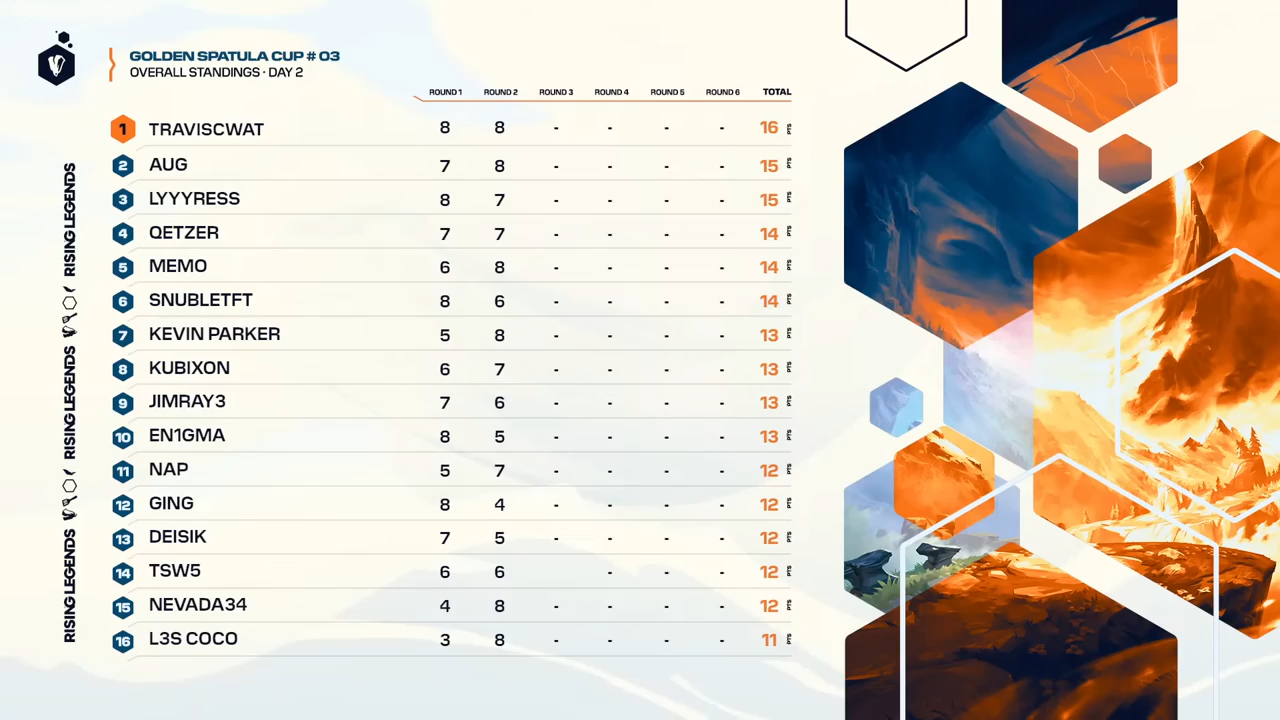 GOLDEN SPATULA CUP # 03
OVERALL STANDINGS · DAY 2
ROUND 1 ROUND 2 ROUND 3 ROUND 4 ROUND 5 ROUND 6 TOTAL
1 TRAVISCWAT 8 8 - - - - 16 PTS
2 AUG 7 8 - - - - 15 PTS
3 LYYYRESS 8 7 - - - - 15 PTS
4 QETZER 7 7 - - - - 14 PTS
5 MEMO 6 8 - - - - 14 PTS
6 SNUBLETFT 8 6 - - - - 14 PTS
7 KEVIN PARKER 5 8 - - - - 13 PTS
8 KUBIXON 6 7 - - - - 13 PTS
9 JIMRAY3 7 6 - - - - 13 PTS
10 EN1GMA 8 5 - - - - 13 PTS
11 NAP 5 7 - - - - 12 PTS
12 GING 8 4 - - - - 12 PTS
13 DEISIK 7 5 - - - - 12 PTS
14 TSW5 6 6 - - - 12 PTS
15 NEVADA34 4 8 - - - - 12 PTS
16 L3S COCO 3 8 - - - - 11 PTS
RISING LEGENDS
RISING LEGENDS
RISING LEGENDS